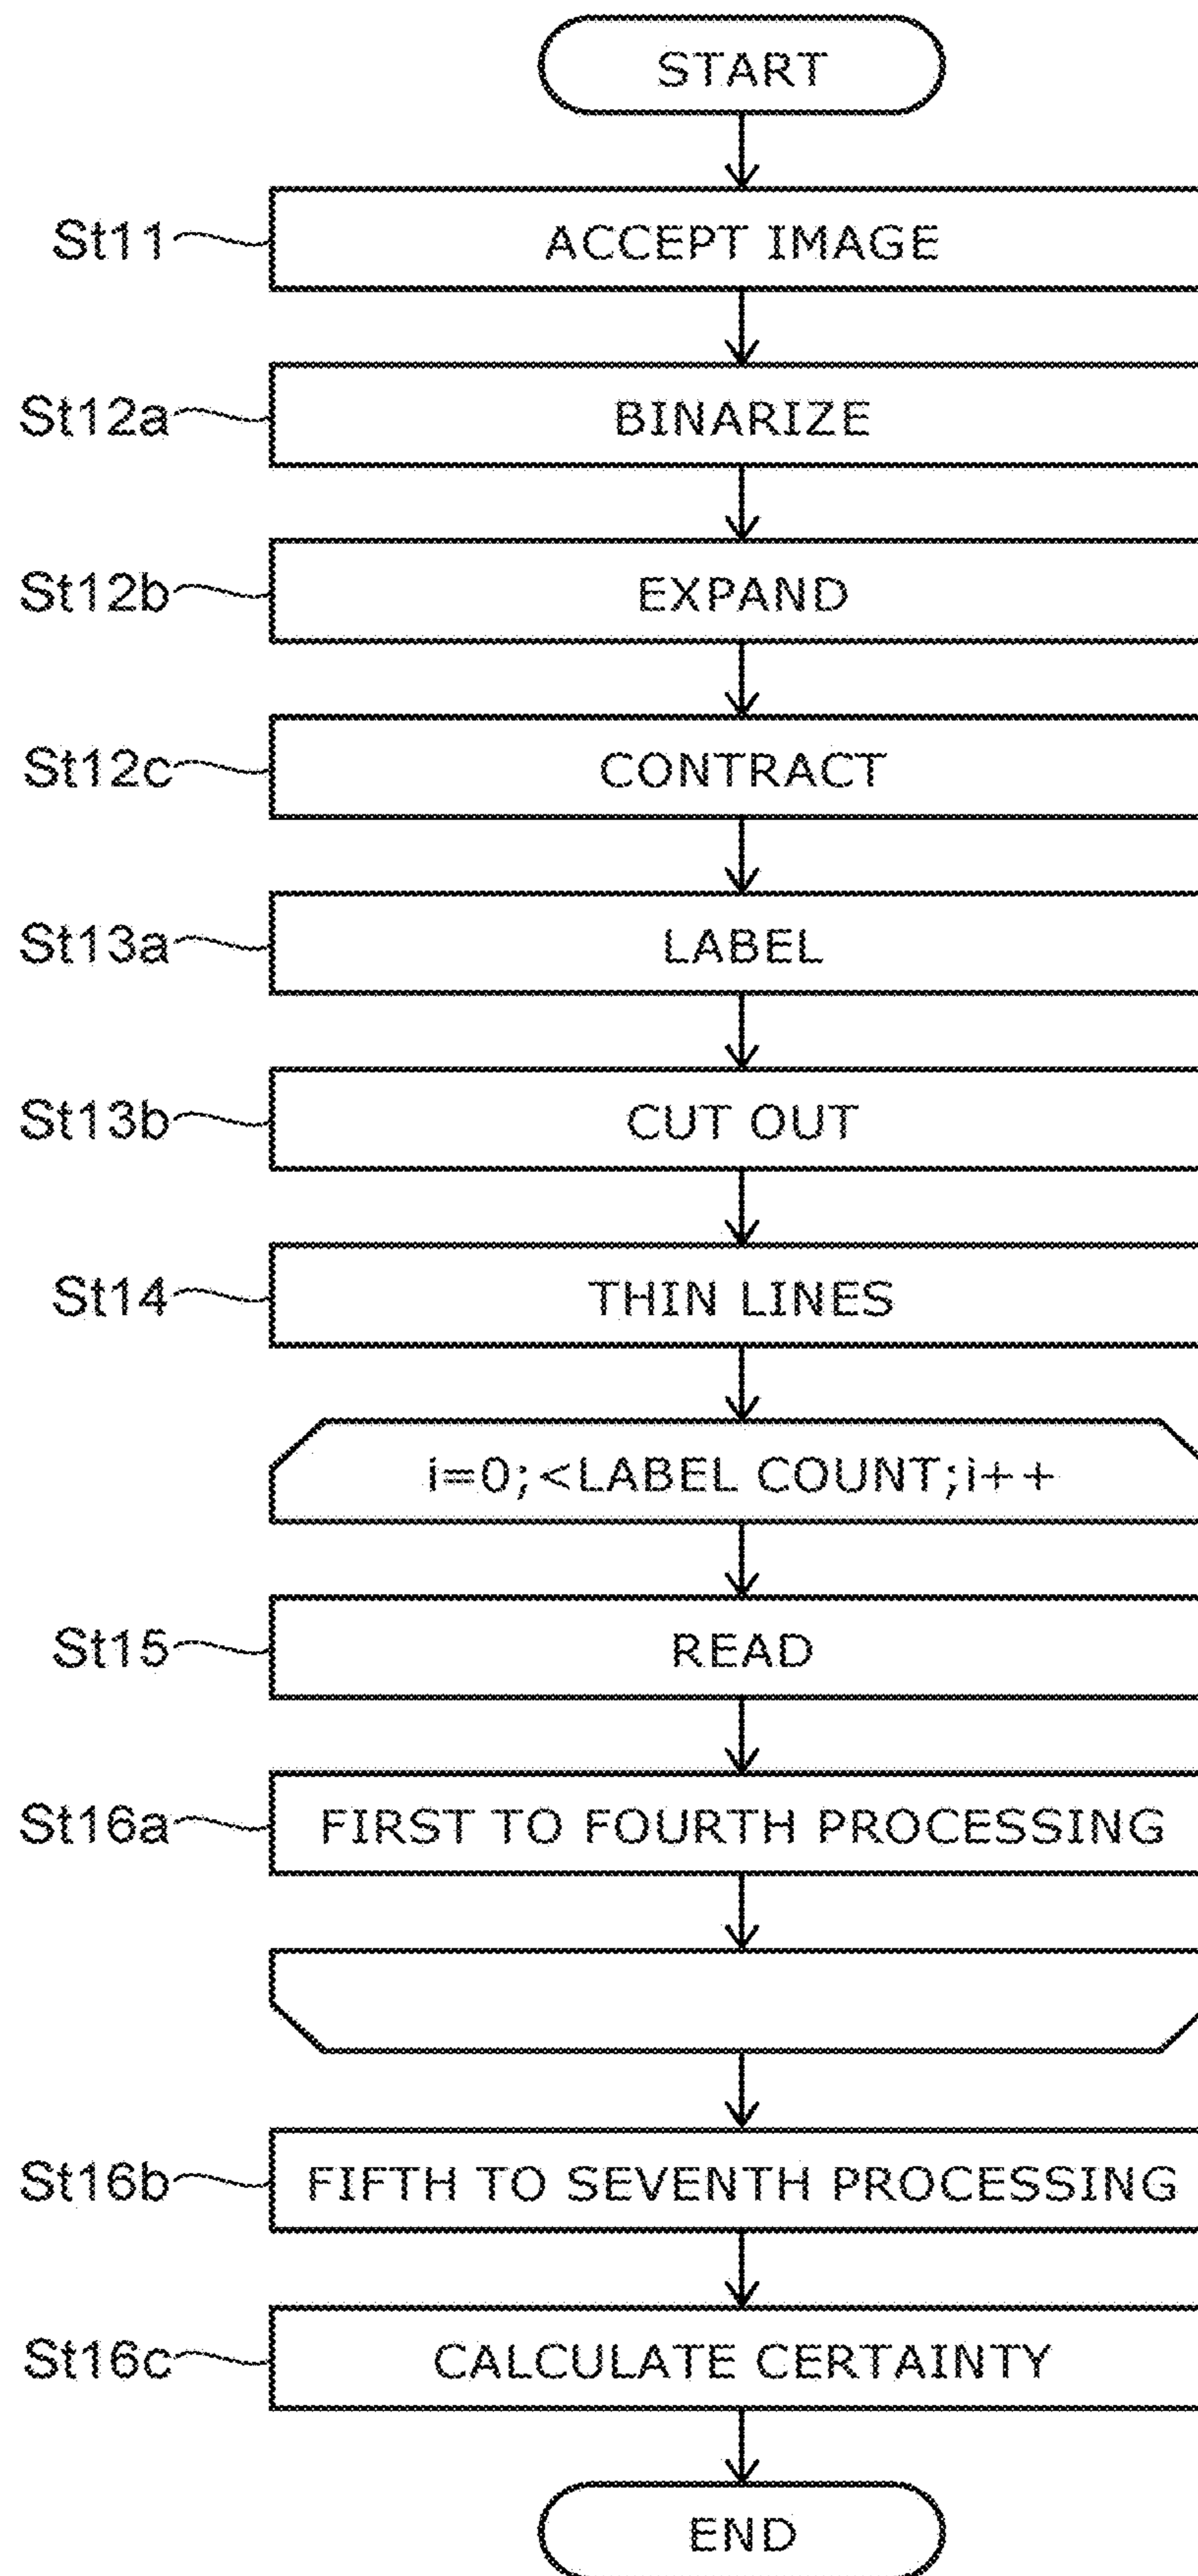 START
St11 ACCEPT IMAGE
St12a BINARIZE
St12b EXPAND
St12c CONTRACT
St13a LABEL
St13b CUT OUT
St14 THIN LINES
i=0;<LABEL COUNT;i++
St15 READ
St16a FIRST TO FOURTH PROCESSING
St16b FIFTH TO SEVENTH PROCESSING
St16c CALCULATE CERTAINTY
END